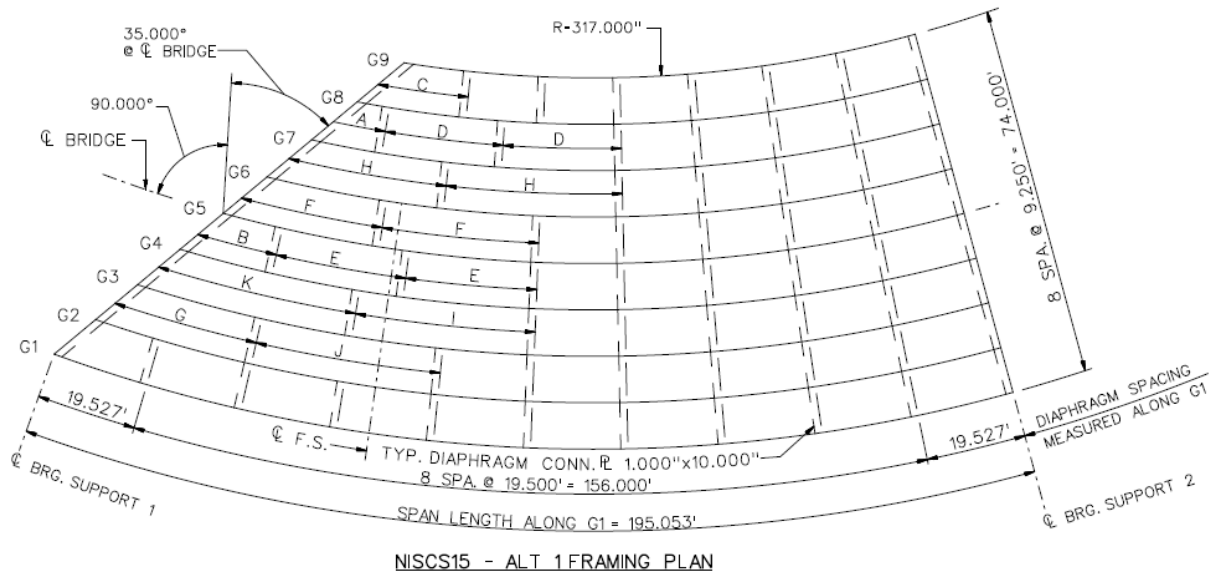 35.000°
@ ℄ BRIDGE
R-317.000"
90.000°
℄ BRIDGE
G9
G8
G7
G6
G5
G4
G3
G2
G1
C
A
D
D
H
H
F
F
B
E
E
K
I
G
J
8 SPA. @ 9.250' = 74.000'
19.527'
℄ F.S.
TYP. DIAPHRAGM CONN. ℙL 1.000"x10.000"
8 SPA. @ 19.500' = 156.000'
19.527'
DIAPHRAGM SPACING
MEASURED ALONG G1
℄ BRG. SUPPORT 1
SPAN LENGTH ALONG G1 = 195.053'
℄ BRG. SUPPORT 2
NISCS15 - ALT 1 FRAMING PLAN